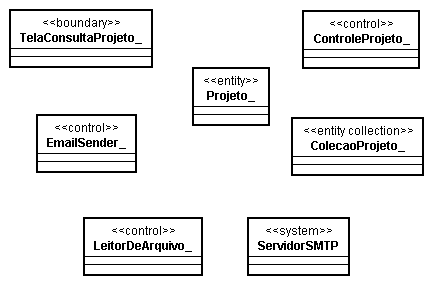 <<boundary>>
TelaConsultaProjeto_
<<control>>
ControleProjeto_
<<entity>>
Projeto_
<<control>>
EmailSender_
<<entity collection>>
ColecaoProjeto_
<<control>>
LeitorDeArquivo_
<<system>>
ServidorSMTP